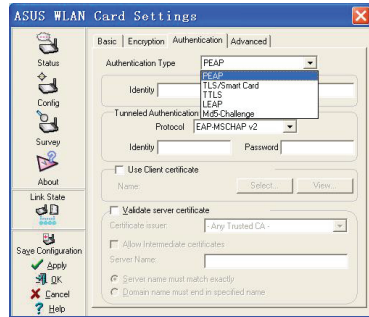 ASUS WLAN Card Settings
Status
Config
Survey
About
Link State
Save Configuration
Apply
OK
Cancel
Help
Basic Encryption Authentication Advanced
Authentication Type PEAP
PEAP
TLS/Smart Card
TTLS
LEAP
Md5-Challenge
Identity
Tunneled Authentication
Protocol EAP-MSCHAP v2
Identity Password
Use Client certificate
Name: Select... View...
Validate server certificate
Certificate issuer: - Any Trusted CA -
Allow Intermediate certificates
Server Name:
Server name must match exactly
Domain name must end in specified name